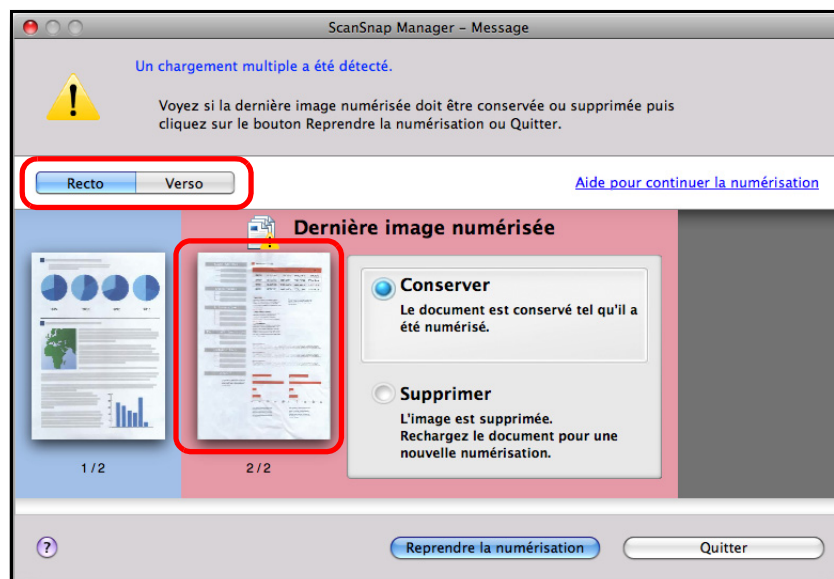 ScanSnap Manager – Message
Un chargement multiple a été détecté.
Voyez si la dernière image numérisée doit être conservée ou supprimée puis
cliquez sur le bouton Reprendre la numérisation ou Quitter.
Recto Verso
Aide pour continuer la numérisation
Dernière image numérisée
Conserver
Le document est conservé tel qu'il a
été numérisé.
Supprimer
L'image est supprimée.
Rechargez le document pour une
nouvelle numérisation.
1 / 2
2 / 2
?
Reprendre la numérisation
Quitter